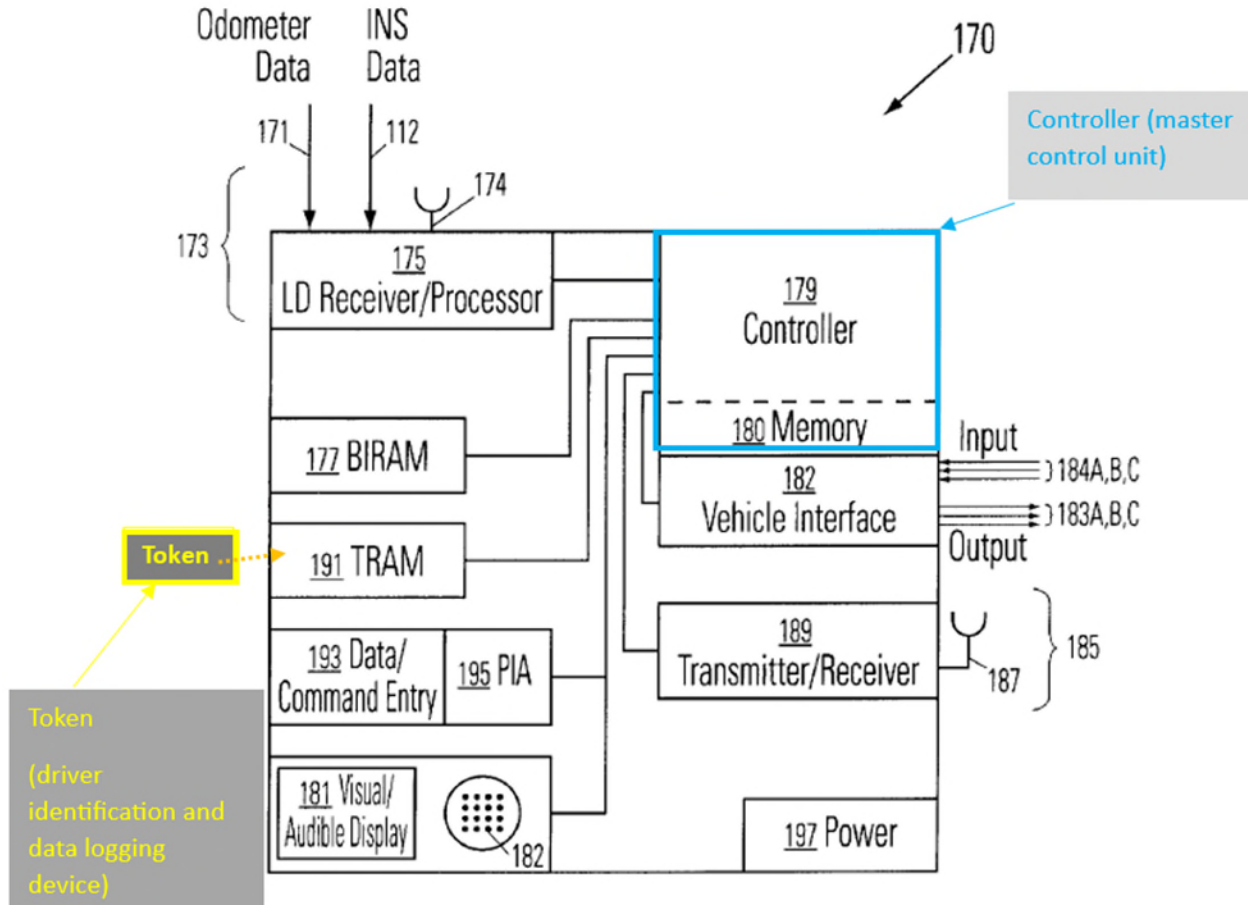 Odometer
Data
INS
Data
170
171
112
174
173
Controller (master
control unit)
175
LD Receiver/Processor
179
Controller
180 Memory
177 BIRAM
Input
184A,B,C
182
Vehicle Interface
183A,B,C
Output
Token
191 TRAM
193 Data/
Command Entry
195 PIA
189
Transmitter/Receiver
187
185
Token
(driver
identification and
data logging
device)
181 Visual/
Audible Display
182
197 Power